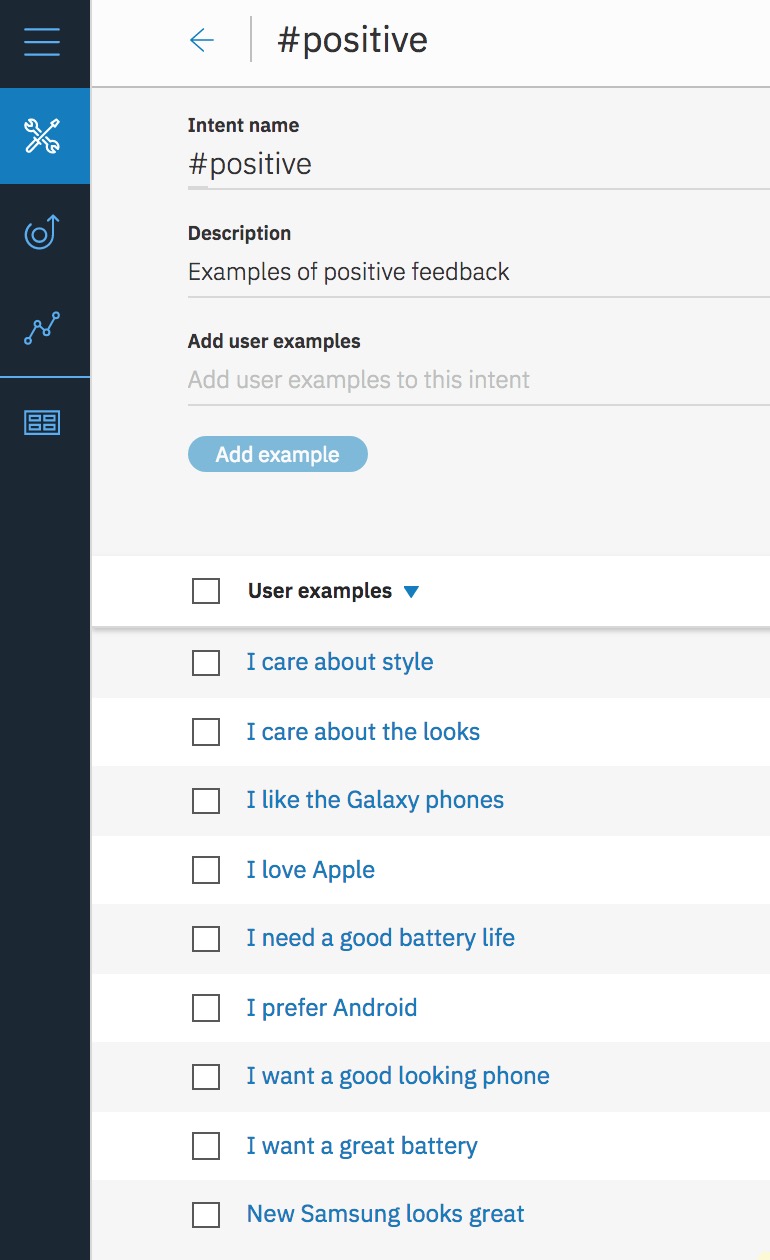 #positive
Intent name
#positive
Description
Examples of positive feedback
Add user examples
Add user examples to this intent
Add example
User examples
I care about style
I care about the looks
I like the Galaxy phones
I love Apple
I need a good battery life
I prefer Android
I want a good looking phone
I want a great battery
New Samsung looks great